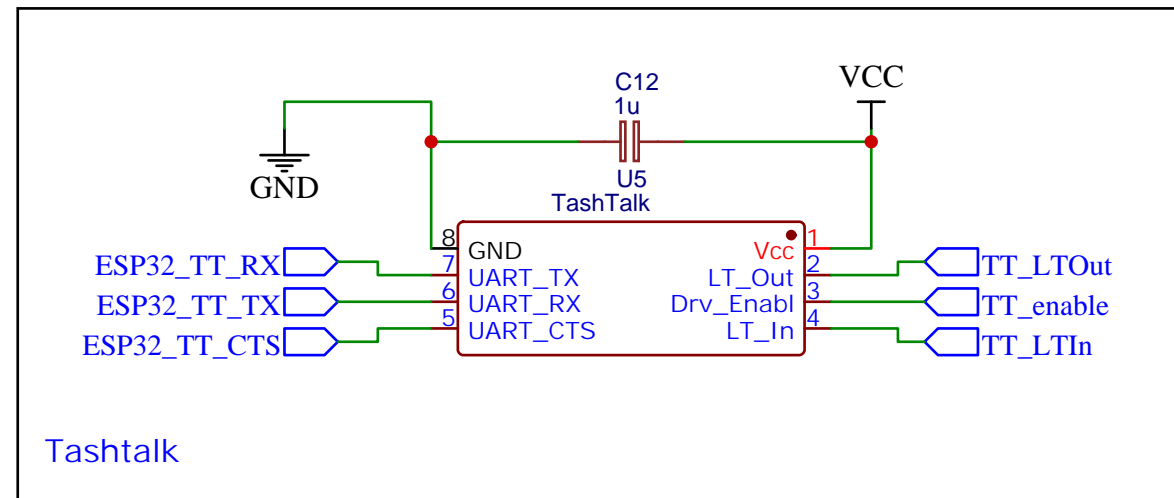 C12
1u
VCC
GND
U5
TashTalk
8 GND
Vcc 1
ESP32_TT_RX
7 UART_TX
LT_Out 2
TT_LTOut
ESP32_TT_TX
6 UART_RX
Drv_Enabl 3
TT_enable
ESP32_TT_CTS
5 UART_CTS
LT_In 4
TT_LTIn
Tashtalk